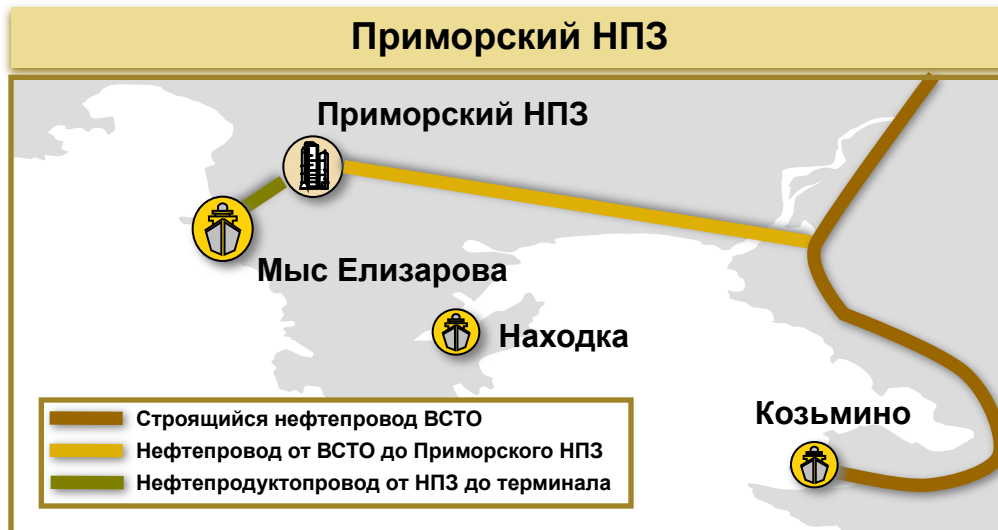 Приморский НПЗ
Приморский НПЗ
Мыс Елизарова
Находка
Козьмино
Строящийся нефтепровод ВСТО
Нефтепровод от ВСТО до Приморского НПЗ
Нефтепродуктопровод от НПЗ до терминала